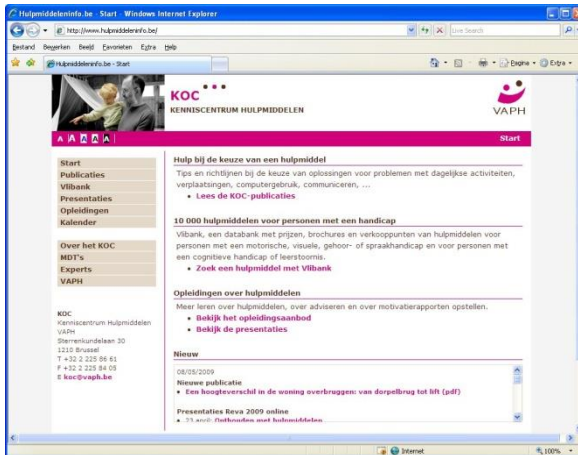 Hulpmiddeleninfo.be - Start - Windows Internet Explorer
http://www.hulpmiddeleninfo.be/
Live Search
Bestand Bewerken Beeld Favorieten Extra Help
Hulpmiddeleninfo.be - Start
Pagina Extra
KOC
KENNISCENTRUM HULPMIDDELEN
VAPH
A A A A A
Start
Start
Publicaties
Vlibank
Presentaties
Opleidingen
Kalender
Over het KOC
MDT's
Experts
VAPH
KOC
Kenniscentrum Hulpmiddelen
VAPH
Sterrenkundelaan 30
1210 Brussel
T +32 2 225 86 61
F +32 2 225 84 05
E koc@vaph.be
Hulp bij de keuze van een hulpmiddel
Tips en richtlijnen bij de keuze van oplossingen voor problemen met dagelijkse activiteiten,
verplaatsingen, computergebruik, communiceren, ...
• Lees de KOC-publicaties
10 000 hulpmiddelen voor personen met een handicap
Vlibank, een databank met prijzen, brochures en verkooppunten van hulpmiddelen voor
personen met een motorische, visuele, gehoor- of spraakhandicap en voor personen met
een cognitieve handicap of leerstoornis.
• Zoek een hulpmiddel met Vlibank
Opleidingen over hulpmiddelen
Meer leren over hulpmiddelen, over adviseren en over motivatierapporten opstellen.
• Bekijk het opleidingsaanbod
• Bekijk de presentaties
Nieuw
08/05/2009
Nieuwe publicatie
• Een hoogteverschil in de woning overbruggen: van dorpelbrug tot lift (pdf)
Presentaties Reva 2009 online
• 23 april: Onthouden met hulpmiddelen
Internet
100%